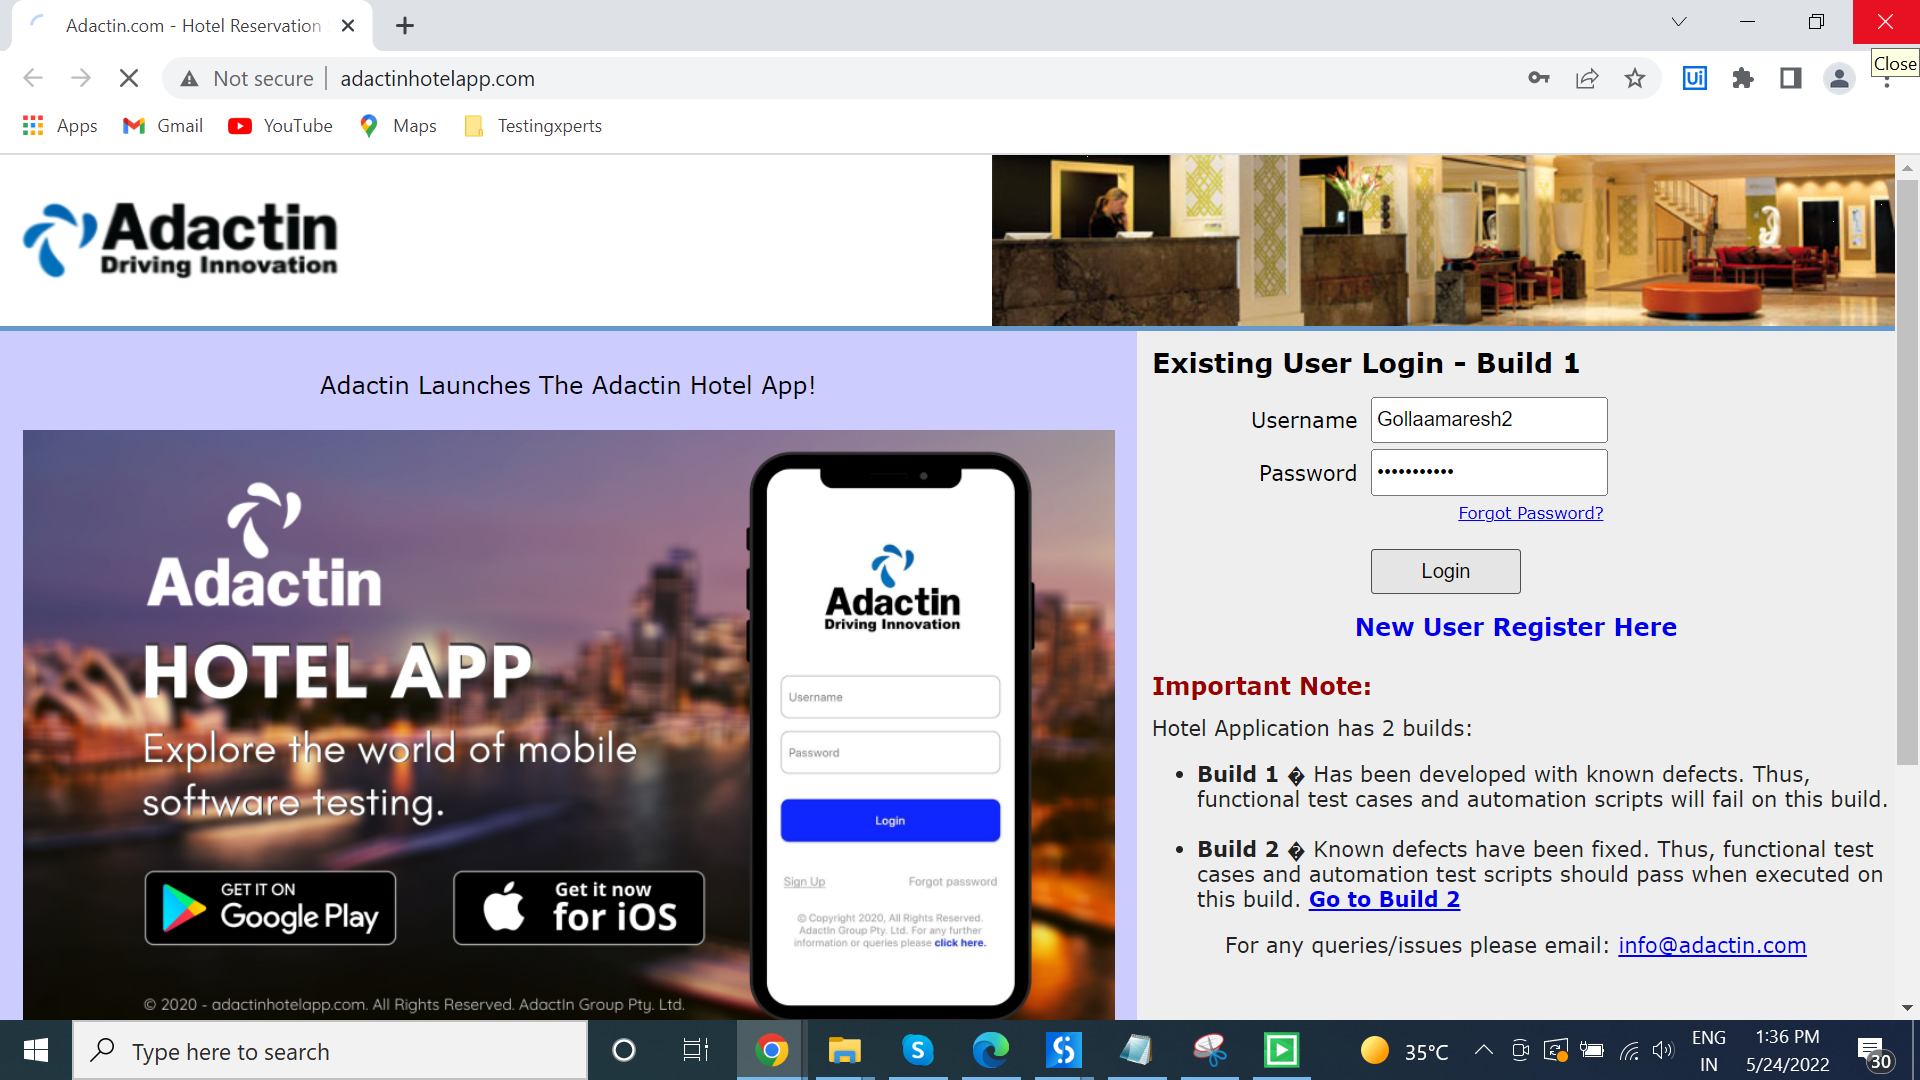 Adactin.com - Hotel Reservation
Close
Not secure
adactinhotelapp.com
Ui
Apps
Gmail
YouTube
Maps
Testingxperts
Adactin
Driving Innovation
Adactin Launches The Adactin Hotel App!
Adactin
HOTEL APP
Explore the world of mobile
software testing.
GET IT ON
Google Play
Get it now
for iOS
© 2020 - adactinhotelapp.com. All Rights Reserved. AdactIn Group Pty. Ltd.
Adactin
Driving Innovation
Username
Password
Login
Sign Up
Forgot password
© Copyright 2020, All Rights Reserved.
AdactIn Group Pty. Ltd. For any further
information or queries please click here.
Existing User Login - Build 1
Username
Gollaamaresh2
Password
•••••••••••
Forgot Password?
Login
New User Register Here
Important Note:
Hotel Application has 2 builds:
• Build 1 � Has been developed with known defects. Thus,
functional test cases and automation scripts will fail on this build.
• Build 2 � Known defects have been fixed. Thus, functional test
cases and automation test scripts should pass when executed on
this build. Go to Build 2
For any queries/issues please email: info@adactin.com
Type here to search
35°C
ENG
IN
1:36 PM
5/24/2022
30